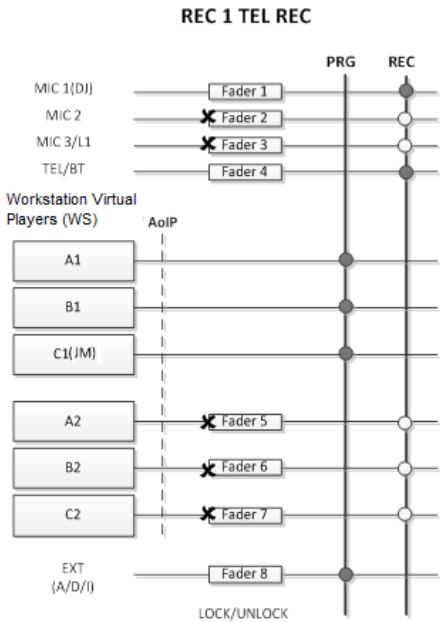 REC 1 TEL REC
PRG REC
MIC 1(DJ) Fader 1
MIC 2 Fader 2
MIC 3/L1 Fader 3
TEL/BT Fader 4
Workstation Virtual
Players (WS) AoIP
A1
B1
C1(JM)
A2 Fader 5
B2 Fader 6
C2 Fader 7
EXT Fader 8
(A/D/I)
LOCK/UNLOCK